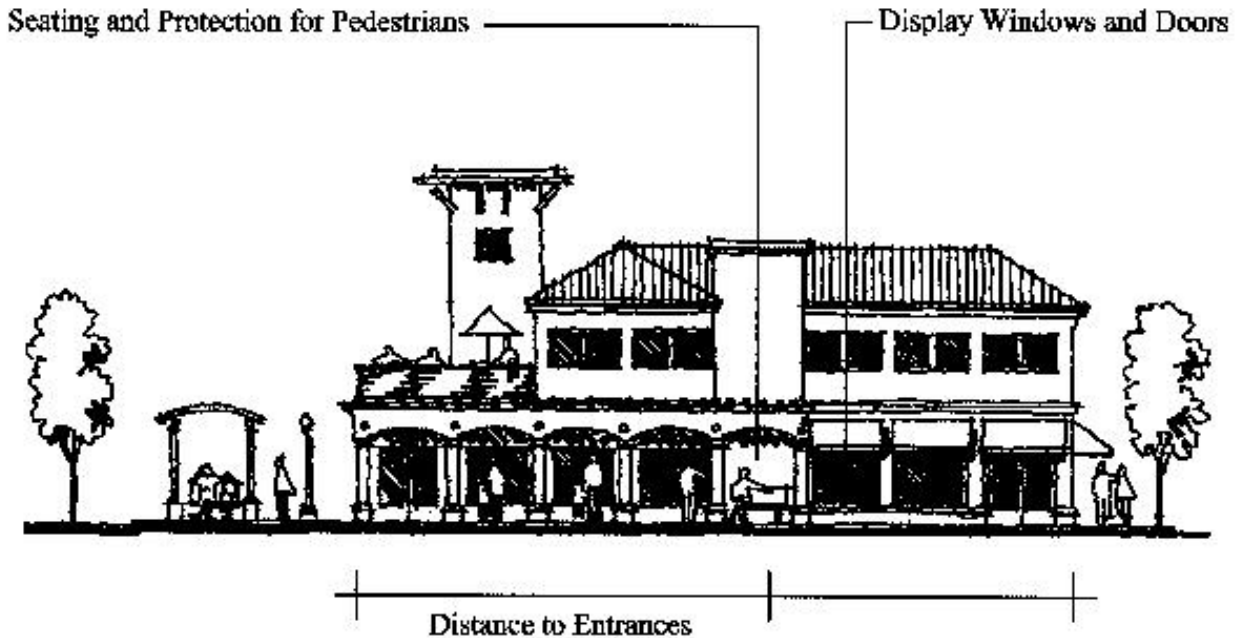 Seating and Protection for Pedestrians
Display Windows and Doors
Distance to Entrances